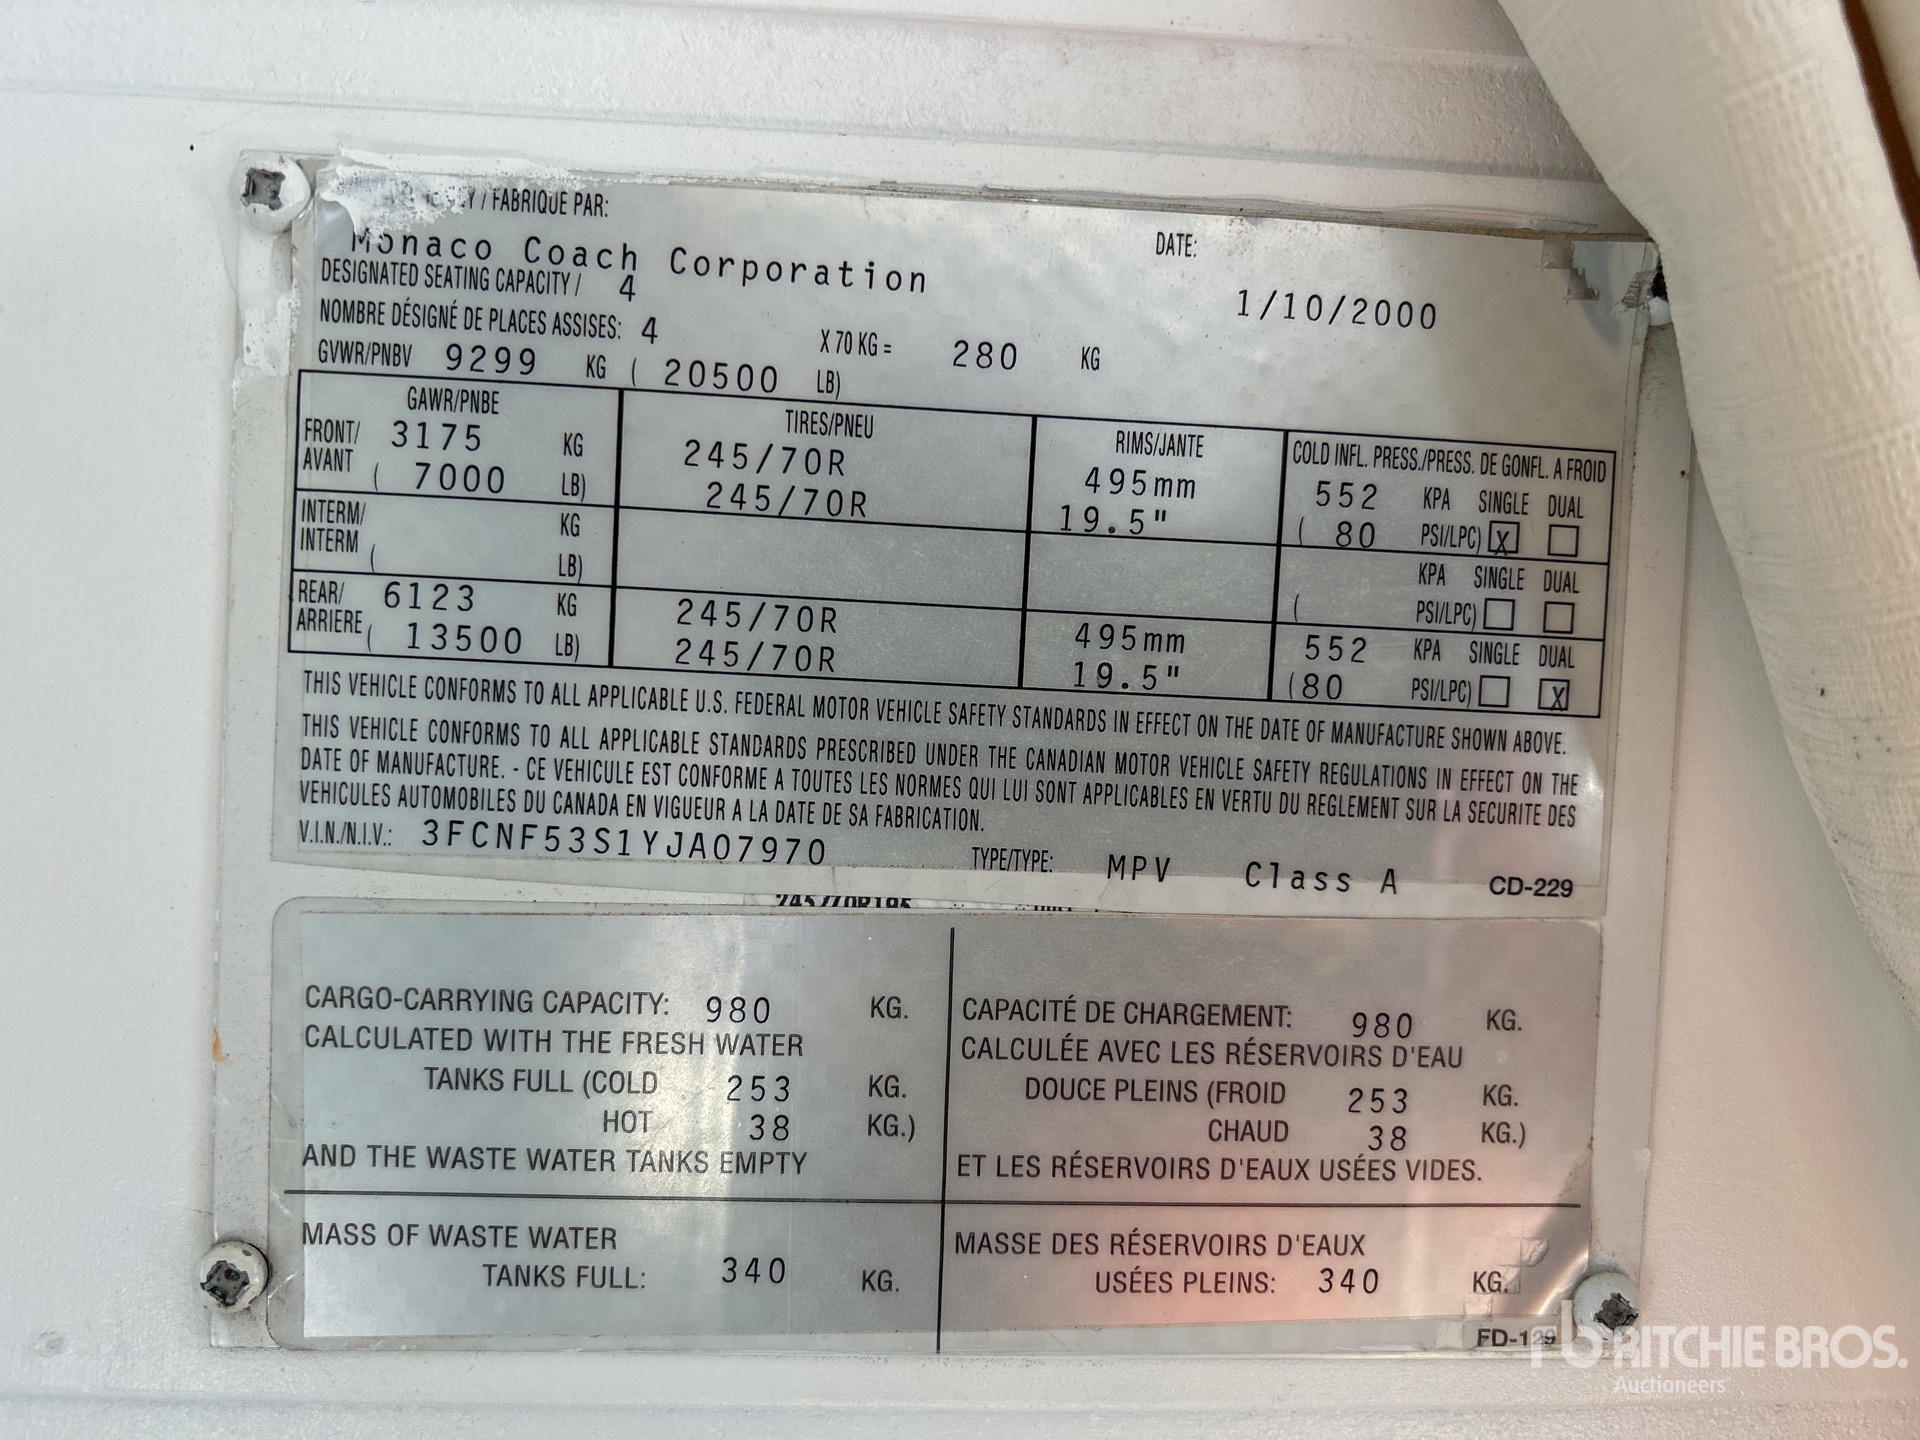 Y / FABRIQUE PAR:
Monaco Coach Corporation
DATE:
1/10/2000
DESIGNATED SEATING CAPACITY / 4
NOMBRE DÉSIGNÉ DE PLACES ASSISES: 4 X 70 KG = 280 KG
GVWR/PNBV 9299 KG ( 20500 LB)
GAWR/PNBE TIRES/PNEU RIMS/JANTE COLD INFL. PRESS./PRESS. DE GONFL. A FROID
FRONT/ 3175 KG 245/70R 495mm 552 KPA SINGLE DUAL
AVANT ( 7000 LB) 245/70R 19.5" ( 80 PSI/LPC) X
INTERM/ KG KPA SINGLE DUAL
INTERM ( LB) ( PSI/LPC)
REAR/ 6123 KG 245/70R 495mm 552 KPA SINGLE DUAL
ARRIERE ( 13500 LB) 245/70R 19.5" (80 PSI/LPC) X
THIS VEHICLE CONFORMS TO ALL APPLICABLE U.S. FEDERAL MOTOR VEHICLE SAFETY STANDARDS IN EFFECT ON THE DATE OF MANUFACTURE SHOWN ABOVE.
THIS VEHICLE CONFORMS TO ALL APPLICABLE STANDARDS PRESCRIBED UNDER THE CANADIAN MOTOR VEHICLE SAFETY REGULATIONS IN EFFECT ON THE
DATE OF MANUFACTURE. - CE VEHICULE EST CONFORME A TOUTES LES NORMES QUI LUI SONT APPLICABLES EN VERTU DU REGLEMENT SUR LA SECURITE DES
VEHICULES AUTOMOBILES DU CANADA EN VIGUEUR A LA DATE DE SA FABRICATION.
V.I.N./N.I.V.: 3FCNF53S1YJA07970 TYPE/TYPE: MPV Class A CD-229
CARGO-CARRYING CAPACITY: 980 KG.
CALCULATED WITH THE FRESH WATER
TANKS FULL (COLD 253 KG.
HOT 38 KG.)
AND THE WASTE WATER TANKS EMPTY
CAPACITÉ DE CHARGEMENT: 980 KG.
CALCULÉE AVEC LES RÉSERVOIRS D'EAU
DOUCE PLEINS (FROID 253 KG.
CHAUD 38 KG.)
ET LES RÉSERVOIRS D'EAUX USÉES VIDES.
MASS OF WASTE WATER
TANKS FULL: 340 KG.
MASSE DES RÉSERVOIRS D'EAUX
USÉES PLEINS: 340 KG.
FD-129
rb RITCHIE BROS.
Auctioneers